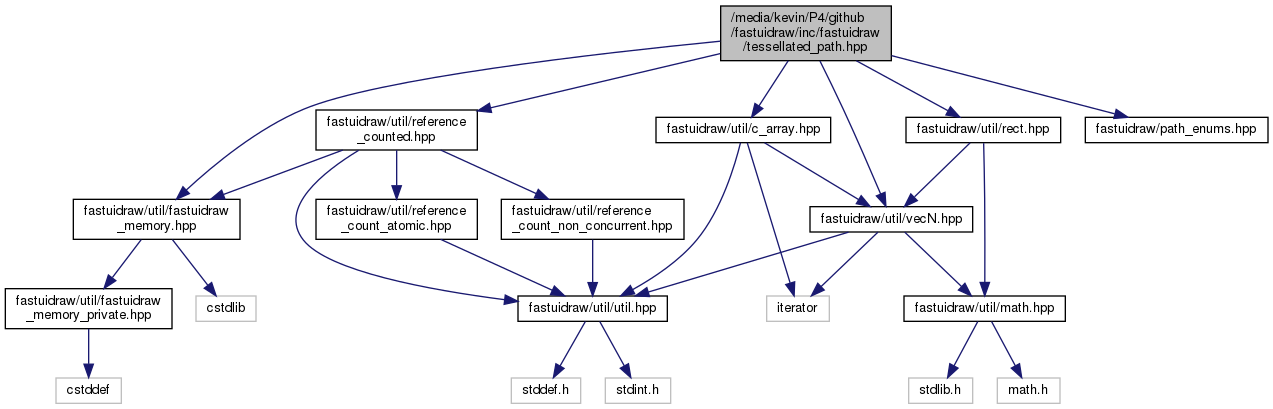 /media/kevin/P4/github
/fastuidraw/inc/fastuidraw
/tessellated_path.hpp
fastuidraw/util/reference
_counted.hpp
fastuidraw/util/c_array.hpp
fastuidraw/util/rect.hpp
fastuidraw/path_enums.hpp
fastuidraw/util/fastuidraw
_memory.hpp
fastuidraw/util/reference
_count_atomic.hpp
fastuidraw/util/reference
_count_non_concurrent.hpp
fastuidraw/util/vecN.hpp
fastuidraw/util/fastuidraw
_memory_private.hpp
cstdlib
fastuidraw/util/util.hpp
iterator
fastuidraw/util/math.hpp
cstddef
stddef.h
stdint.h
stdlib.h
math.h